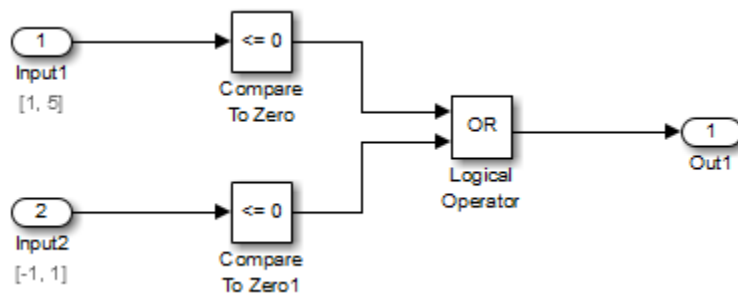 1
Input1
[1, 5]
<= 0
Compare
To Zero
OR
Logical
Operator
1
Out1
2
Input2
[-1, 1]
<= 0
Compare
To Zero1